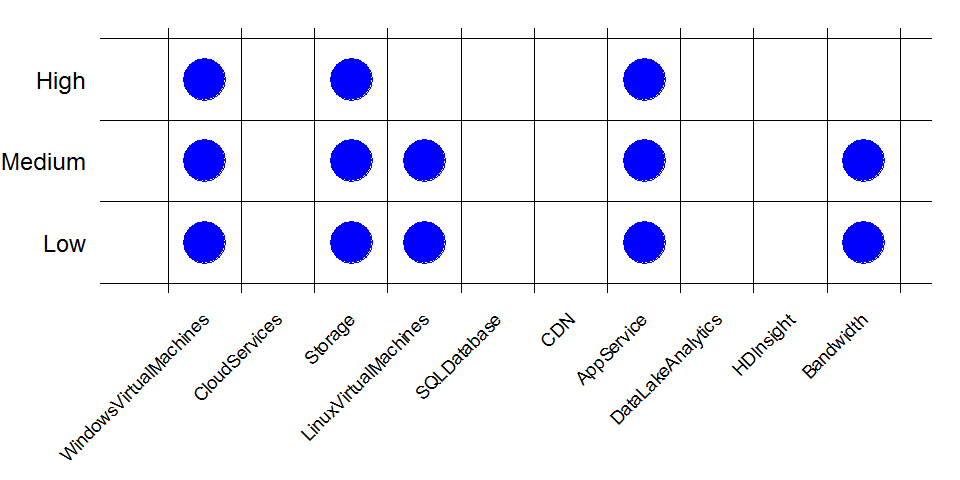 High
Medium
Low
WindowsVirtualMachines
CloudServices
Storage
LinuxVirtualMachines
SQLDatabase
CDN
AppService
DataLakeAnalytics
HDInsight
Bandwidth